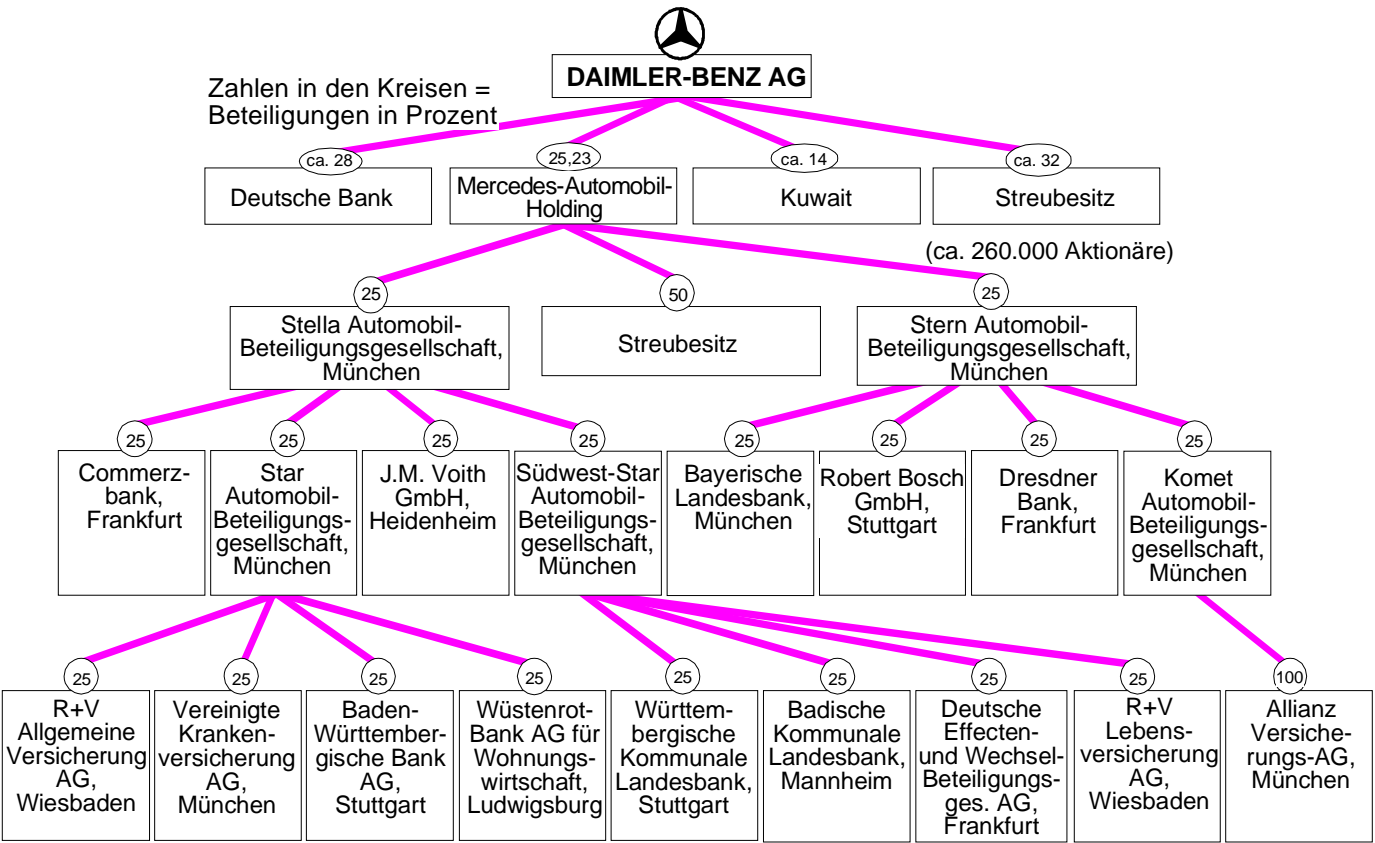 DAIMLER-BENZ AG
Zahlen in den Kreisen =
Beteiligungen in Prozent
ca. 28
Deutsche Bank
25,23
Mercedes-Automobil-
Holding
ca. 14
Kuwait
ca. 32
Streubesitz
(ca. 260.000 Aktionäre)
25
Stella Automobil-
Beteiligungsgesellschaft,
München
50
Streubesitz
25
Stern Automobil-
Beteiligungsgesellschaft,
München
25
Commerz-
bank,
Frankfurt
25
Star
Automobil-
Beteiligungs-
gesellschaft,
München
25
J.M. Voith
GmbH,
Heidenheim
25
Südwest-Star
Automobil-
Beteiligungs-
gesellschaft,
München
25
Bayerische
Landesbank,
München
25
Robert Bosch
GmbH,
Stuttgart
25
Dresdner
Bank,
Frankfurt
25
Komet
Automobil-
Beteiligungs-
gesellschaft,
München
25
R+V
Allgemeine
Versicherung
AG,
Wiesbaden
25
Vereinigte
Kranken-
versicherung
AG,
München
25
Baden-
Württember-
gische Bank
AG,
Stuttgart
25
Wüstenrot-
Bank AG für
Wohnungs-
wirtschaft,
Ludwigsburg
25
Württem-
bergische
Kommunale
Landesbank,
Stuttgart
25
Badische
Kommunale
Landesbank,
Mannheim
25
Deutsche
Effecten-
und Wechsel-
Beteiligungs-
ges. AG,
Frankfurt
25
R+V
Lebens-
versicherung
AG,
Wiesbaden
100
Allianz
Versiche-
rungs-AG,
München